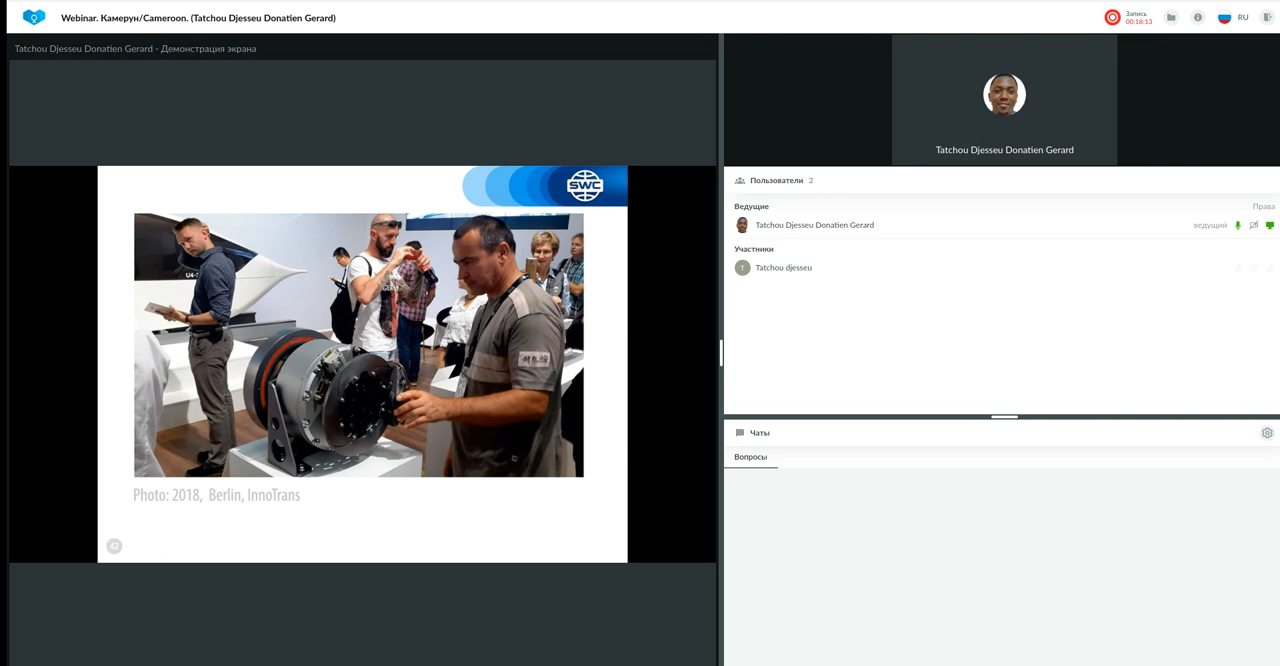 Webinar. Камерун/Cameroon. (Tatchou Djesseu Donatien Gerard)
Запись
00:18:13
RU
Tatchou Djesseu Donatien Gerard - Демонстрация экрана
SWC
U4-
Photo: 2018, Berlin, InnoTrans
42
Tatchou Djesseu Donatien Gerard
Пользователи 2
Ведущие Права
Tatchou Djesseu Donatien Gerard ведущий
Участники
T Tatchou djesseu
Чаты
Вопросы